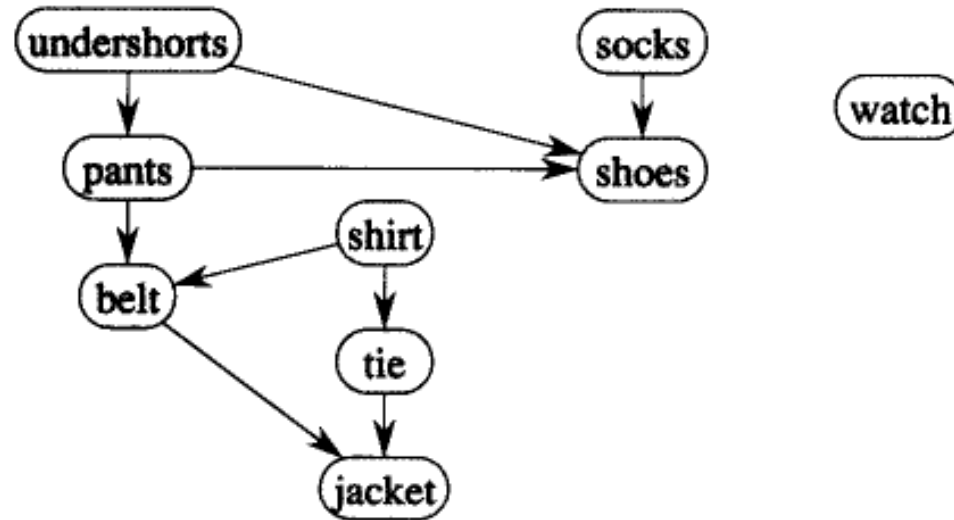 undershorts
socks
watch
pants
shoes
shirt
belt
tie
jacket